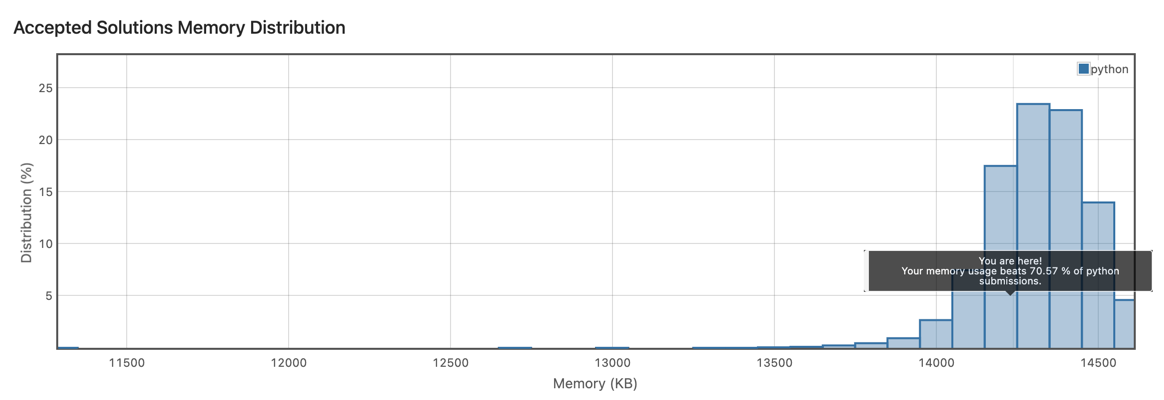 Accepted Solutions Memory Distribution
python
25
20
15
10
5
Distribution (%)
You are here!
Your memory usage beats 70.57 % of python
submissions.
11500
12000
12500
13000
13500
14000
14500
Memory (KB)